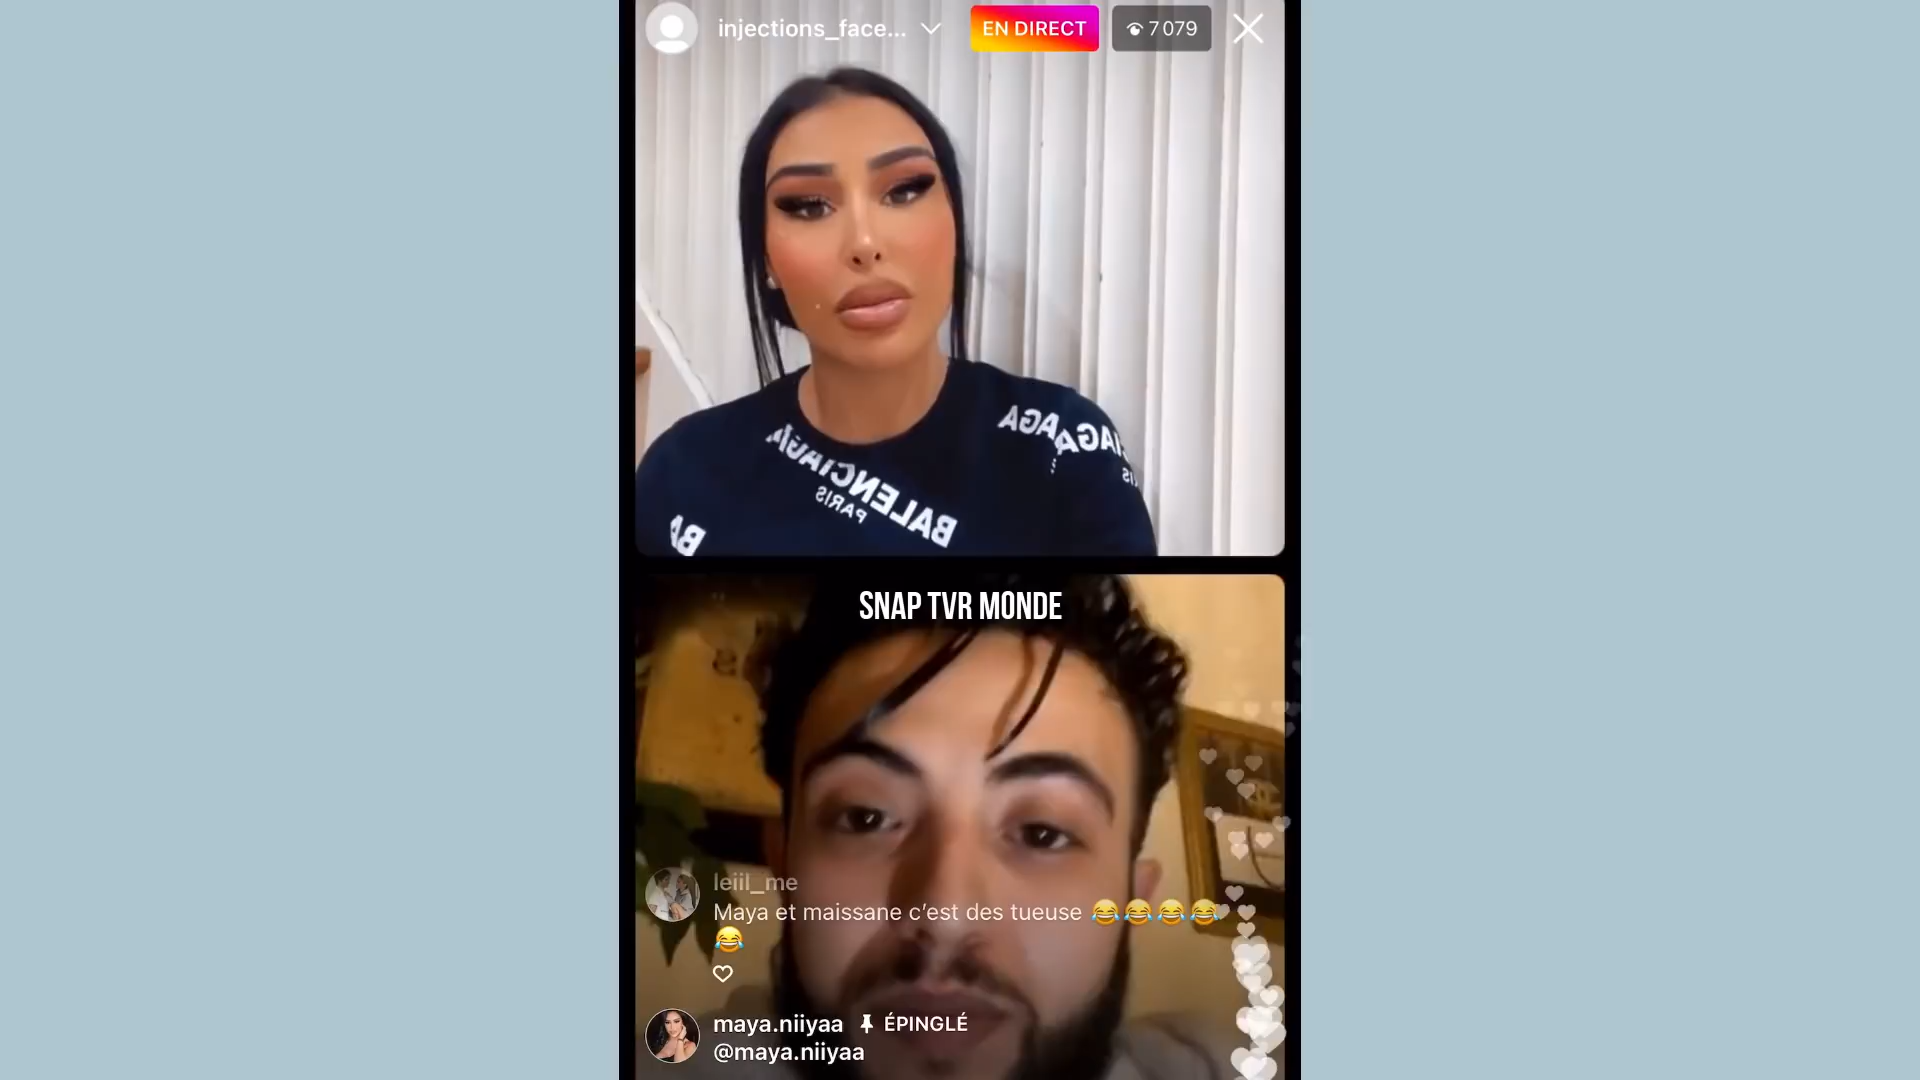 injections_face...
EN DIRECT
7 079
BALENCIAGA
PARIS
BA
SNAP TVR MONDE
leiil_me
Maya et maissane c’est des tueuse 😂😂😂😂
😂
maya.niiyaa ÉPINGLÉ
@maya.niiyaa